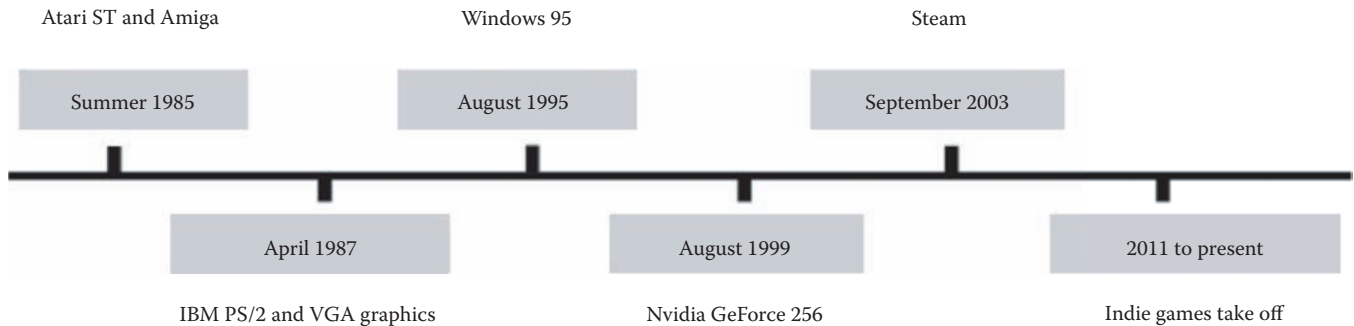 Atari ST and Amiga
Windows 95
Steam
Summer 1985
August 1995
September 2003
April 1987
August 1999
2011 to present
IBM PS/2 and VGA graphics
Nvidia GeForce 256
Indie games take off